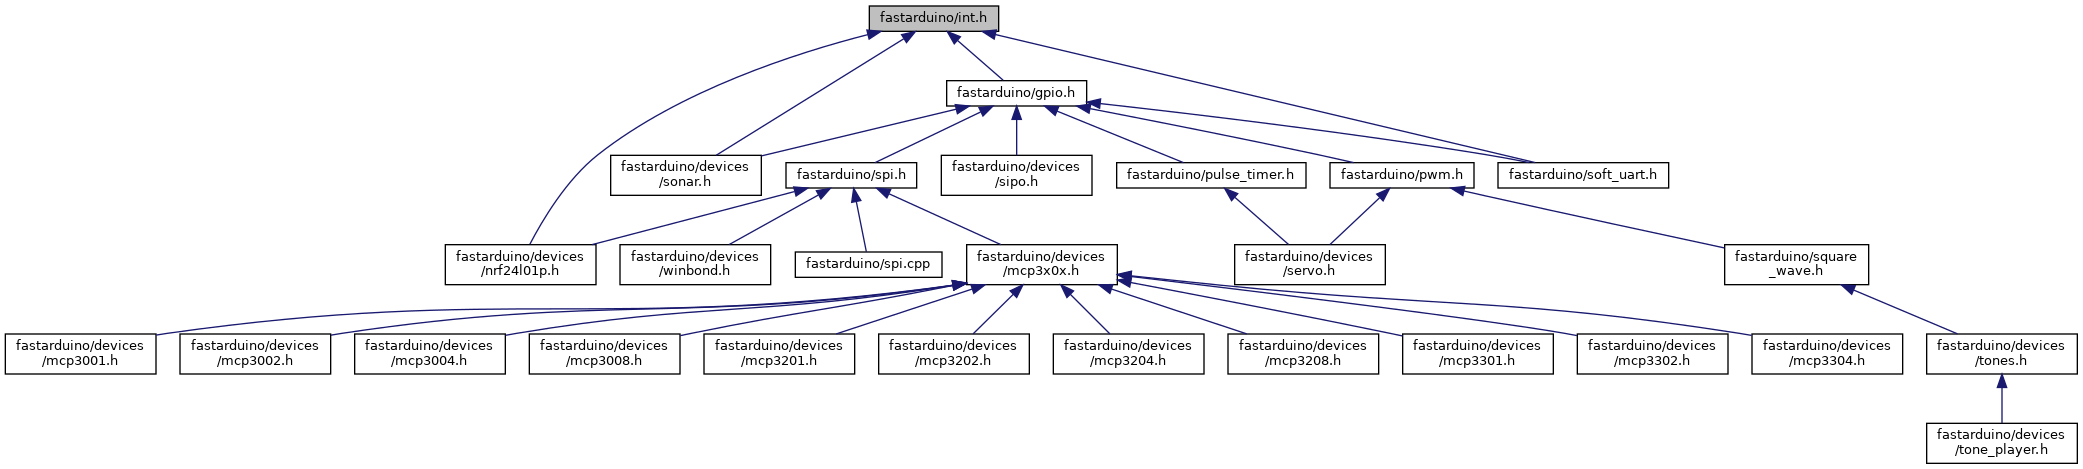 fastarduino/int.h
fastarduino/gpio.h
fastarduino/devices
/sonar.h
fastarduino/spi.h
fastarduino/devices
/sipo.h
fastarduino/pulse_timer.h
fastarduino/pwm.h
fastarduino/soft_uart.h
fastarduino/devices
/nrf24l01p.h
fastarduino/devices
/winbond.h
fastarduino/spi.cpp
fastarduino/devices
/mcp3x0x.h
fastarduino/devices
/servo.h
fastarduino/square
_wave.h
fastarduino/devices
/mcp3001.h
fastarduino/devices
/mcp3002.h
fastarduino/devices
/mcp3004.h
fastarduino/devices
/mcp3008.h
fastarduino/devices
/mcp3201.h
fastarduino/devices
/mcp3202.h
fastarduino/devices
/mcp3204.h
fastarduino/devices
/mcp3208.h
fastarduino/devices
/mcp3301.h
fastarduino/devices
/mcp3302.h
fastarduino/devices
/mcp3304.h
fastarduino/devices
/tones.h
fastarduino/devices
/tone_player.h